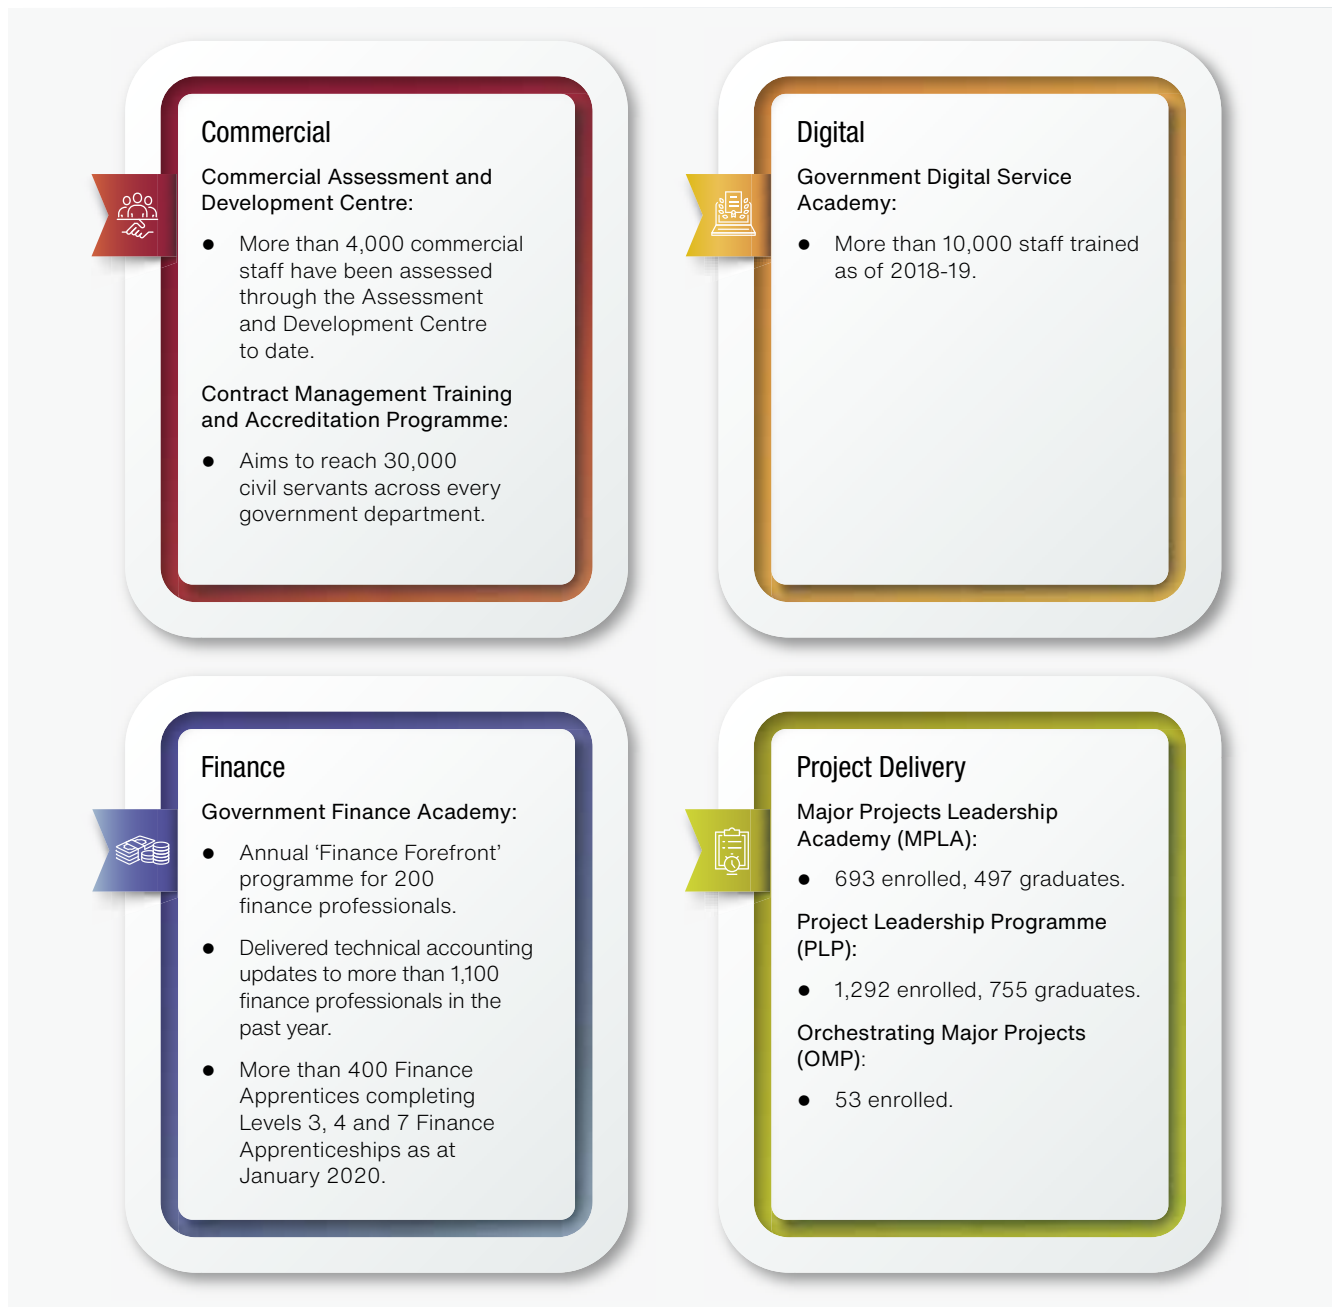 Commercial
Commercial Assessment and
Development Centre:
● More than 4,000 commercial
staff have been assessed
through the Assessment
and Development Centre
to date.
Contract Management Training
and Accreditation Programme:
● Aims to reach 30,000
civil servants across every
government department.
Digital
Government Digital Service
Academy:
● More than 10,000 staff trained
as of 2018-19.
Finance
Government Finance Academy:
● Annual ‘Finance Forefront’
programme for 200
finance professionals.
● Delivered technical accounting
updates to more than 1,100
finance professionals in the
past year.
● More than 400 Finance
Apprentices completing
Levels 3, 4 and 7 Finance
Apprenticeships as at
January 2020.
Project Delivery
Major Projects Leadership
Academy (MPLA):
● 693 enrolled, 497 graduates.
Project Leadership Programme
(PLP):
● 1,292 enrolled, 755 graduates.
Orchestrating Major Projects
(OMP):
● 53 enrolled.